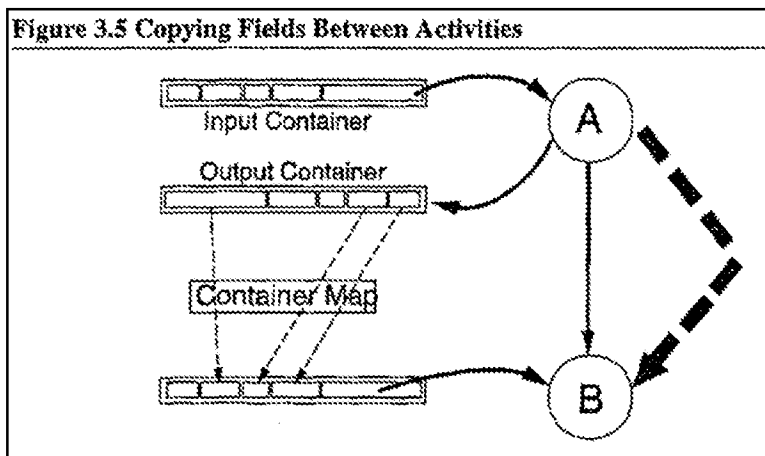 Figure 3.5 Copying Fields Between Activities
Input Container
A
Output Container
Container Map
B